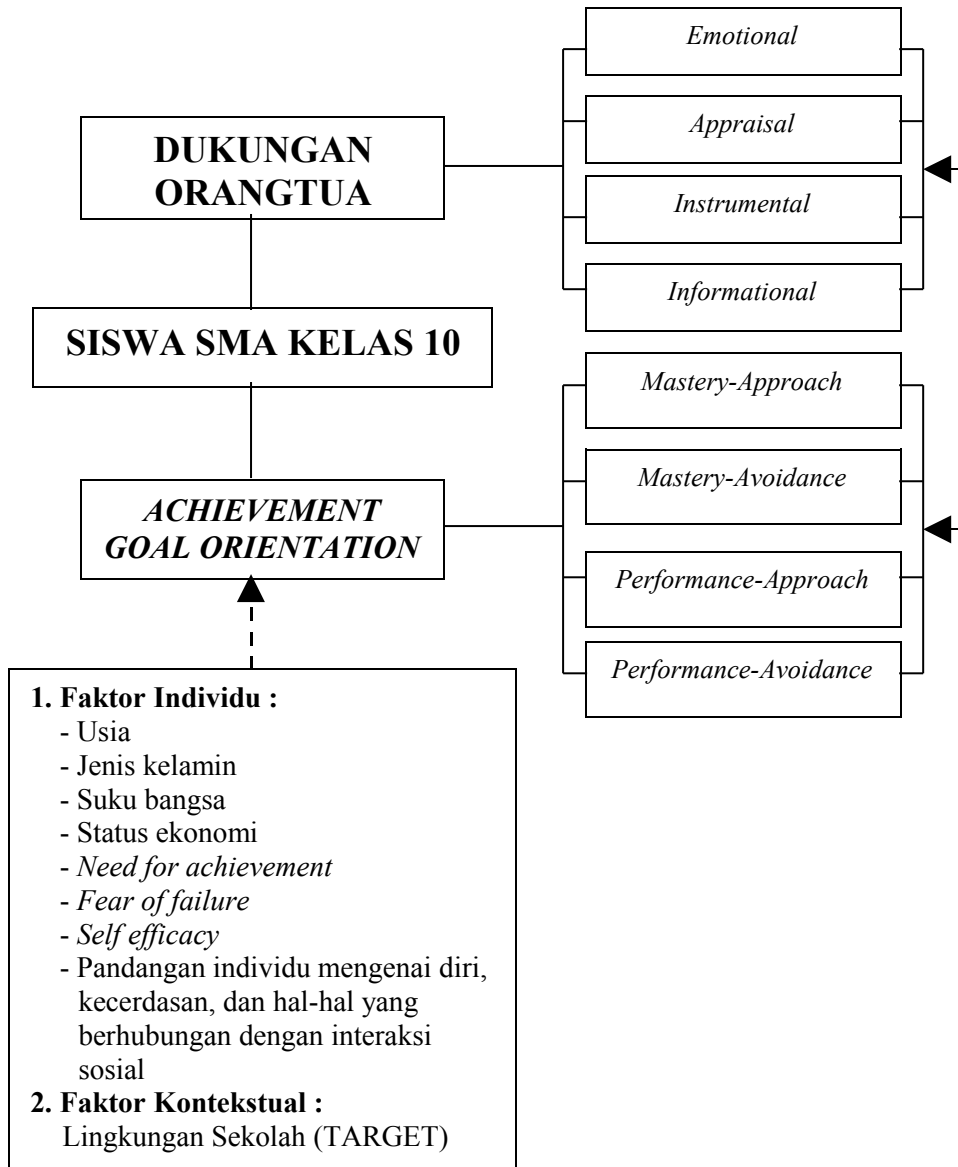 DUKUNGAN
ORANGTUA
Emotional
Appraisal
Instrumental
Informational
SISWA SMA KELAS 10
ACHIEVEMENT
GOAL ORIENTATION
Mastery-Approach
Mastery-Avoidance
Performance-Approach
Performance-Avoidance
1. Faktor Individu :
- Usia
- Jenis kelamin
- Suku bangsa
- Status ekonomi
- Need for achievement
- Fear of failure
- Self efficacy
- Pandangan individu mengenai diri,
kecerdasan, dan hal-hal yang
berhubungan dengan interaksi
sosial
2. Faktor Kontekstual :
Lingkungan Sekolah (TARGET)